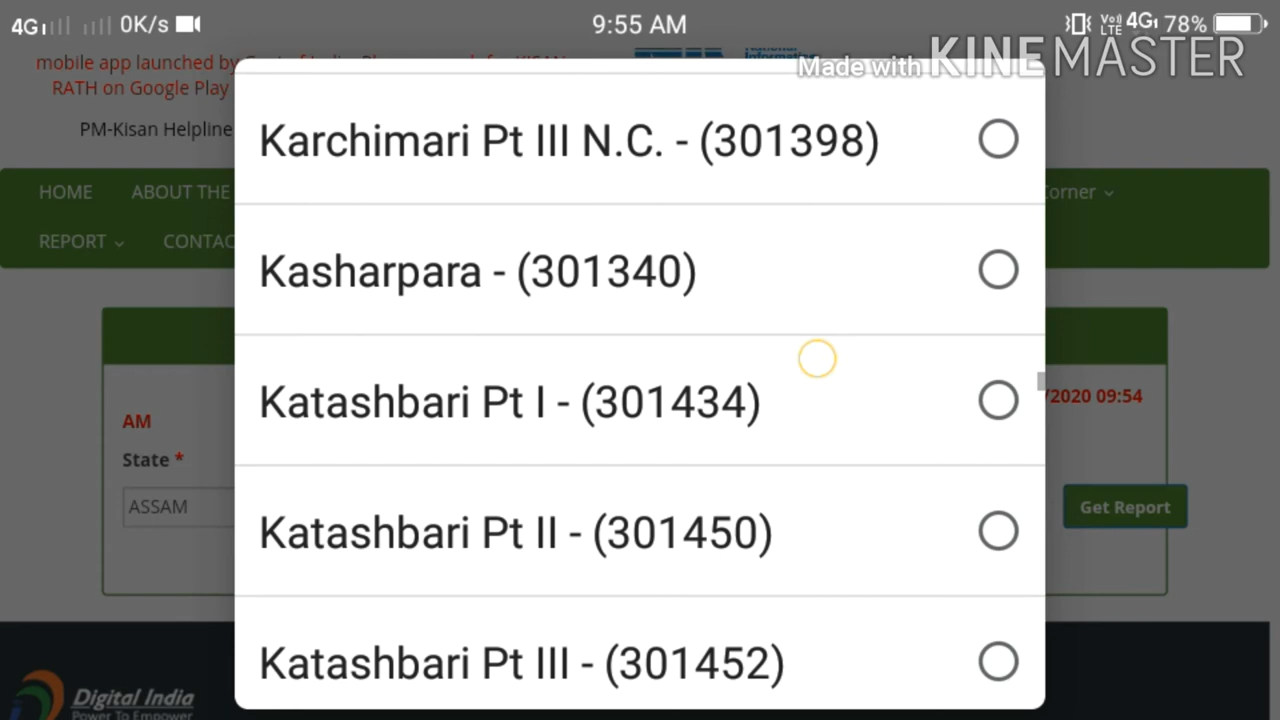 4G 0K/s 9:55 AM VoLTE 4G 78%
Made with KINEMASTER
mobile app launched by
RATH on Google Play
PM-Kisan Helpline
HOME ABOUT THE Corner
REPORT CONTAC
Karchimari Pt III N.C. - (301398)
Kasharpara - (301340)
Katashbari Pt I - (301434)
Katashbari Pt II - (301450)
Katashbari Pt III - (301452)
/2020 09:54
AM
State *
ASSAM
Get Report
Digital India
Power To Empower